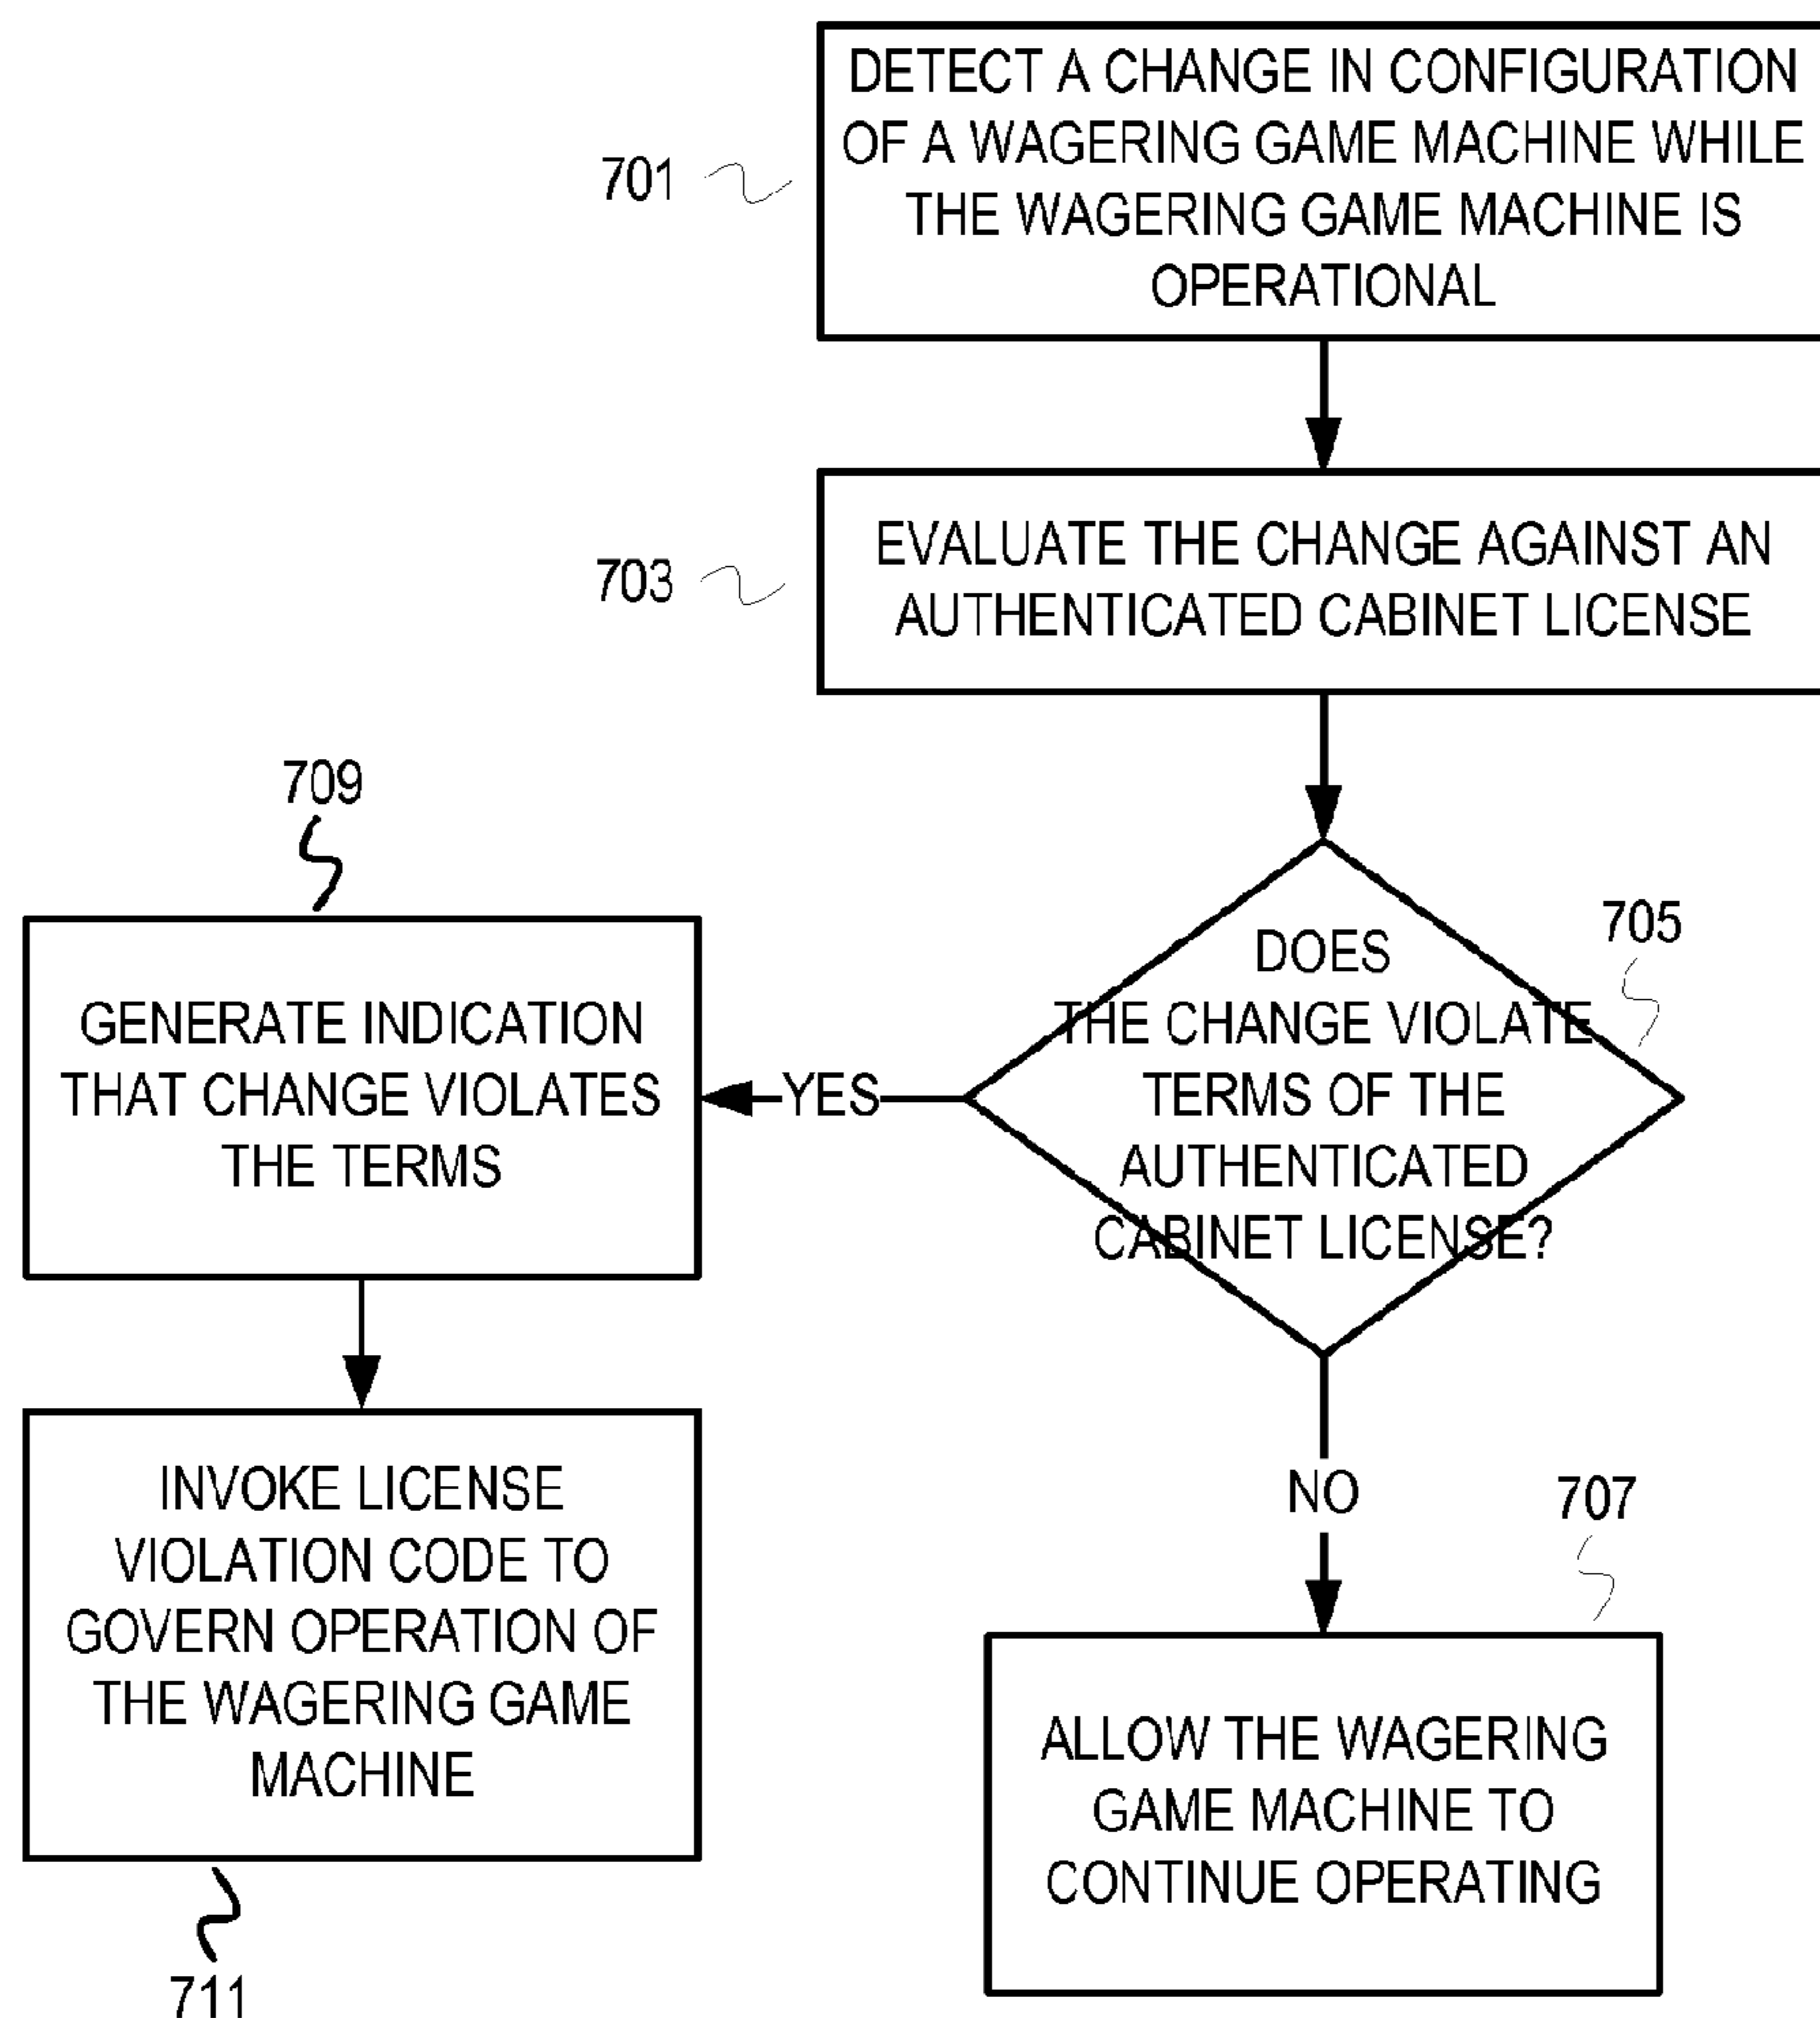 701
DETECT A CHANGE IN CONFIGURATION
OF A WAGERING GAME MACHINE WHILE
THE WAGERING GAME MACHINE IS
OPERATIONAL
703
EVALUATE THE CHANGE AGAINST AN
AUTHENTICATED CABINET LICENSE
705
DOES
THE CHANGE VIOLATE
TERMS OF THE
AUTHENTICATED
CABINET LICENSE?
YES
709
GENERATE INDICATION
THAT CHANGE VIOLATES
THE TERMS
INVOKE LICENSE
VIOLATION CODE TO
GOVERN OPERATION OF
THE WAGERING GAME
MACHINE
711
NO
707
ALLOW THE WAGERING
GAME MACHINE TO
CONTINUE OPERATING